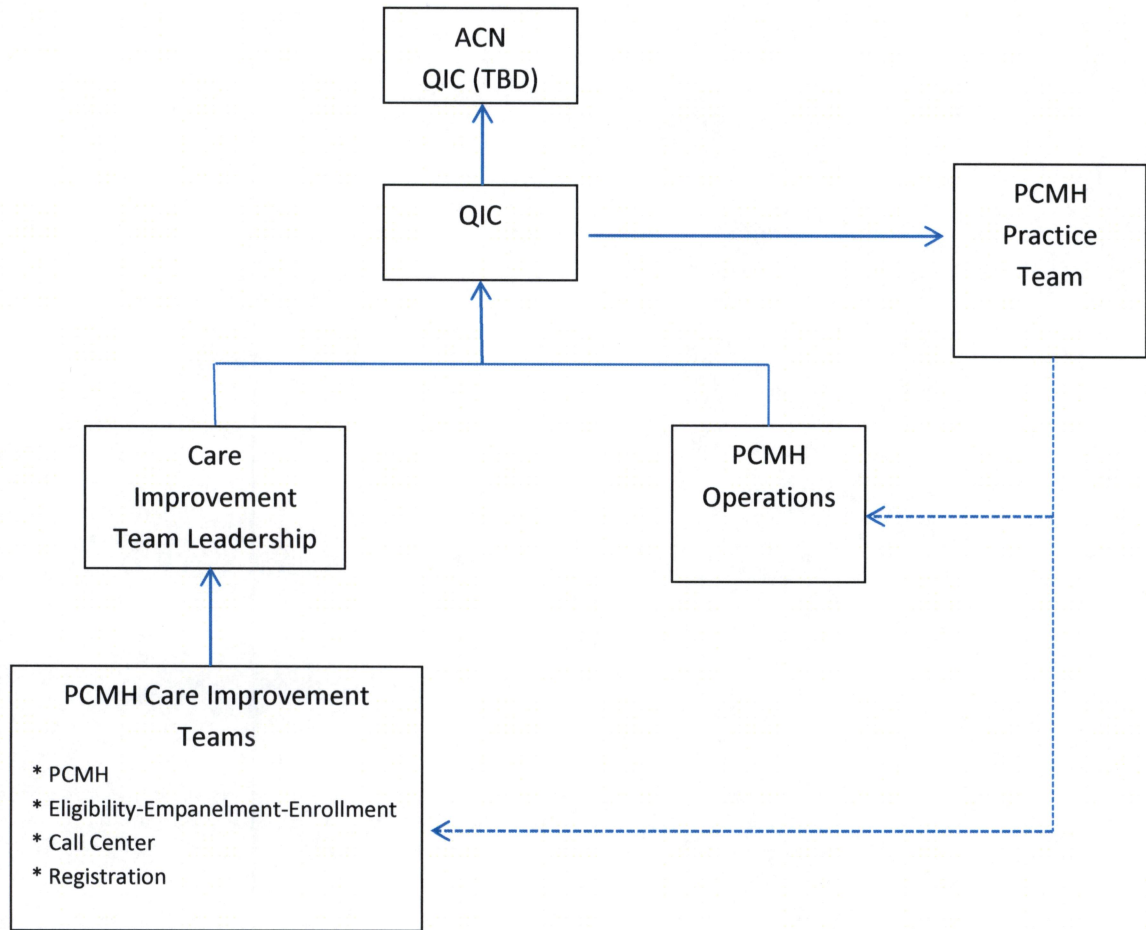 ACN
QIC (TBD)
QIC
PCMH
Practice
Team
Care
Improvement
Team Leadership
PCMH
Operations
PCMH Care Improvement
Teams
* PCMH
* Eligibility-Empanelment-Enrollment
* Call Center
* Registration